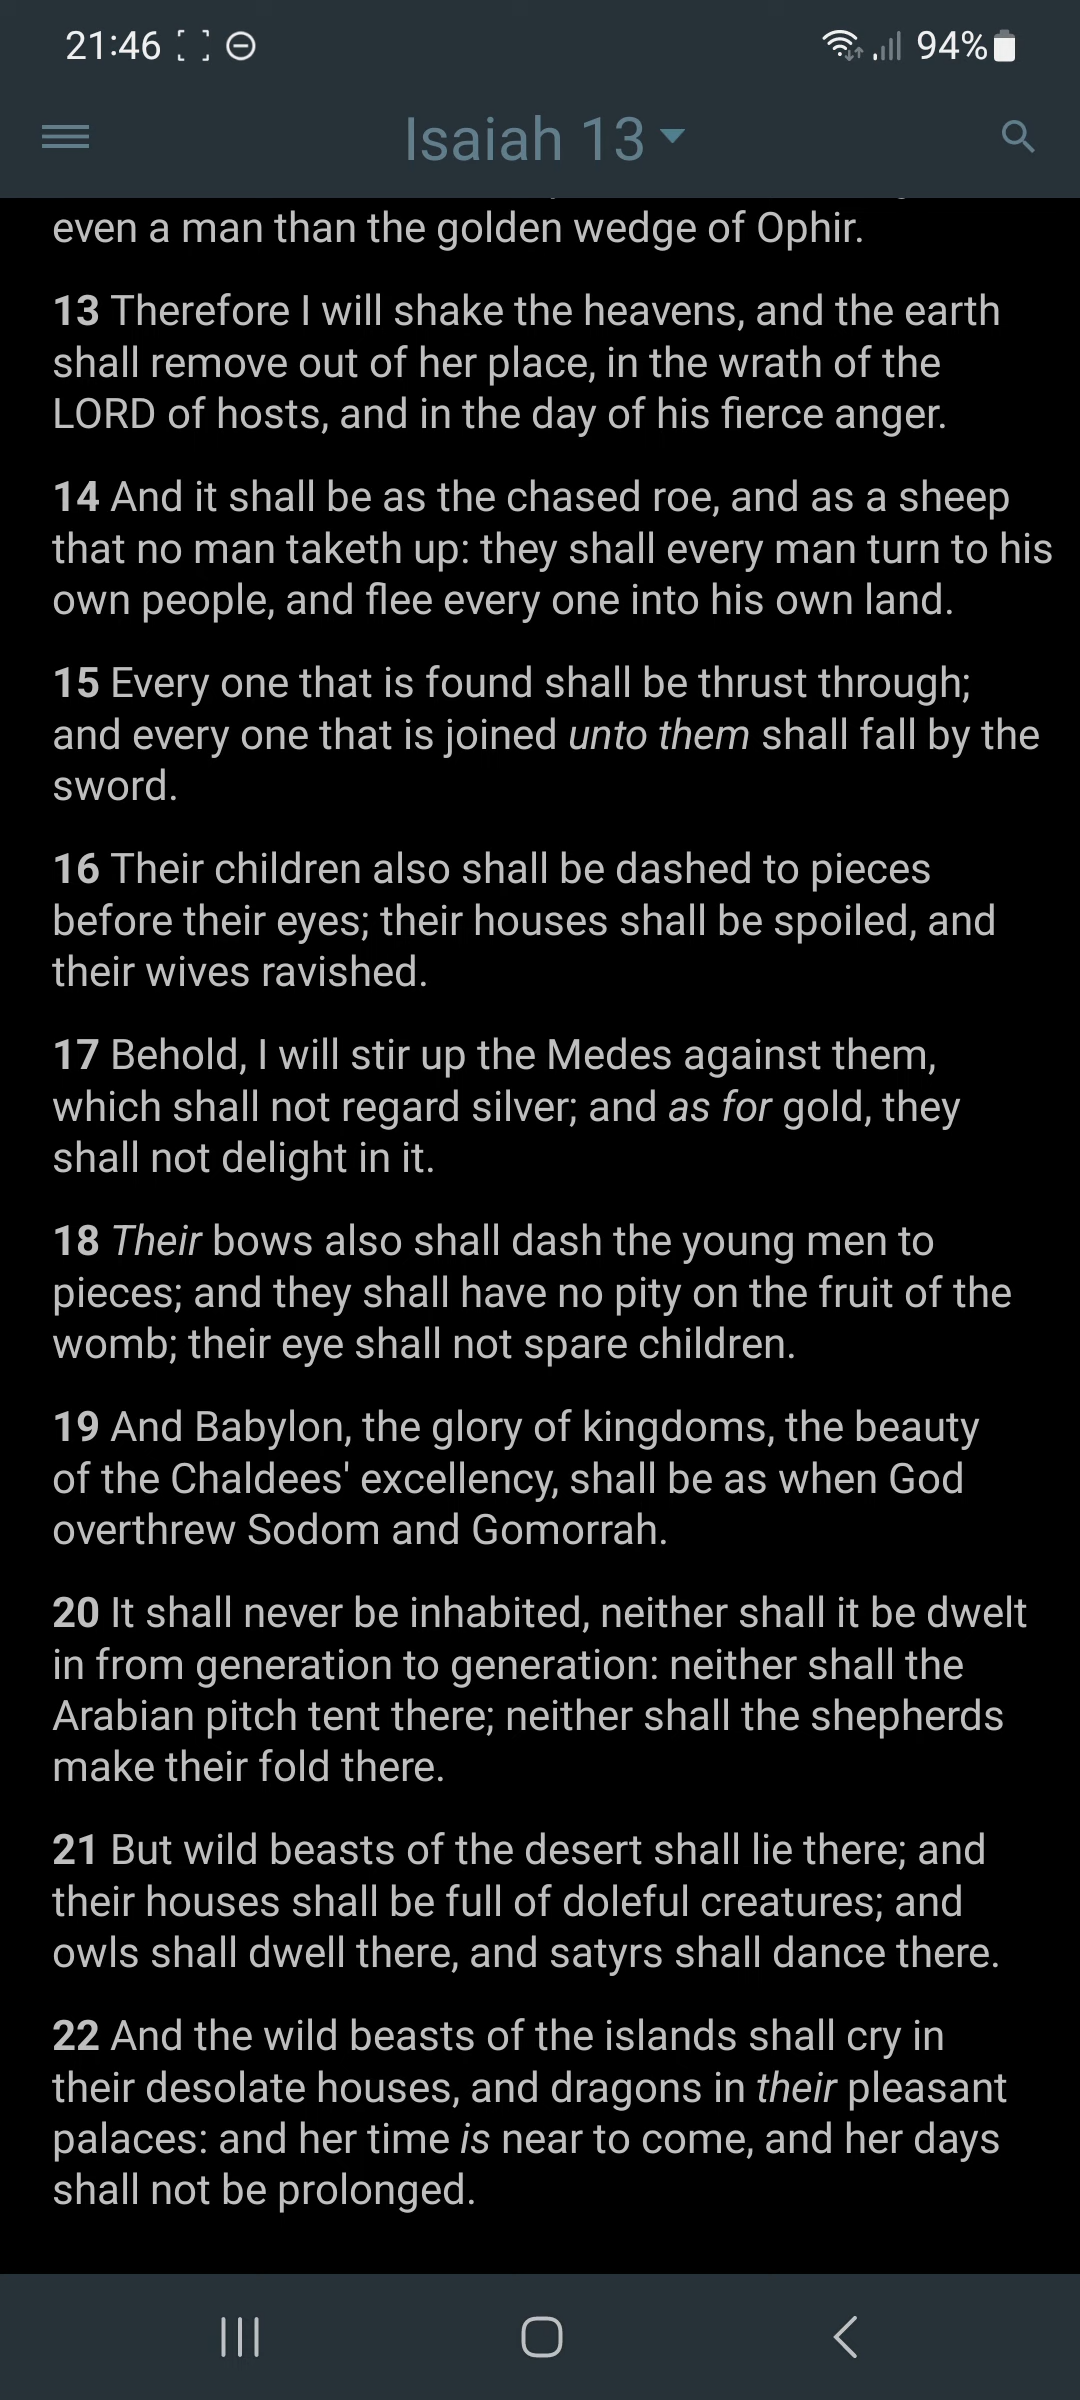 21:46 94%
Isaiah 13
even a man than the golden wedge of Ophir.
13 Therefore I will shake the heavens, and the earth
shall remove out of her place, in the wrath of the
LORD of hosts, and in the day of his fierce anger.
14 And it shall be as the chased roe, and as a sheep
that no man taketh up: they shall every man turn to his
own people, and flee every one into his own land.
15 Every one that is found shall be thrust through;
and every one that is joined unto them shall fall by the
sword.
16 Their children also shall be dashed to pieces
before their eyes; their houses shall be spoiled, and
their wives ravished.
17 Behold, I will stir up the Medes against them,
which shall not regard silver; and as for gold, they
shall not delight in it.
18 Their bows also shall dash the young men to
pieces; and they shall have no pity on the fruit of the
womb; their eye shall not spare children.
19 And Babylon, the glory of kingdoms, the beauty
of the Chaldees' excellency, shall be as when God
overthrew Sodom and Gomorrah.
20 It shall never be inhabited, neither shall it be dwelt
in from generation to generation: neither shall the
Arabian pitch tent there; neither shall the shepherds
make their fold there.
21 But wild beasts of the desert shall lie there; and
their houses shall be full of doleful creatures; and
owls shall dwell there, and satyrs shall dance there.
22 And the wild beasts of the islands shall cry in
their desolate houses, and dragons in their pleasant
palaces: and her time is near to come, and her days
shall not be prolonged.